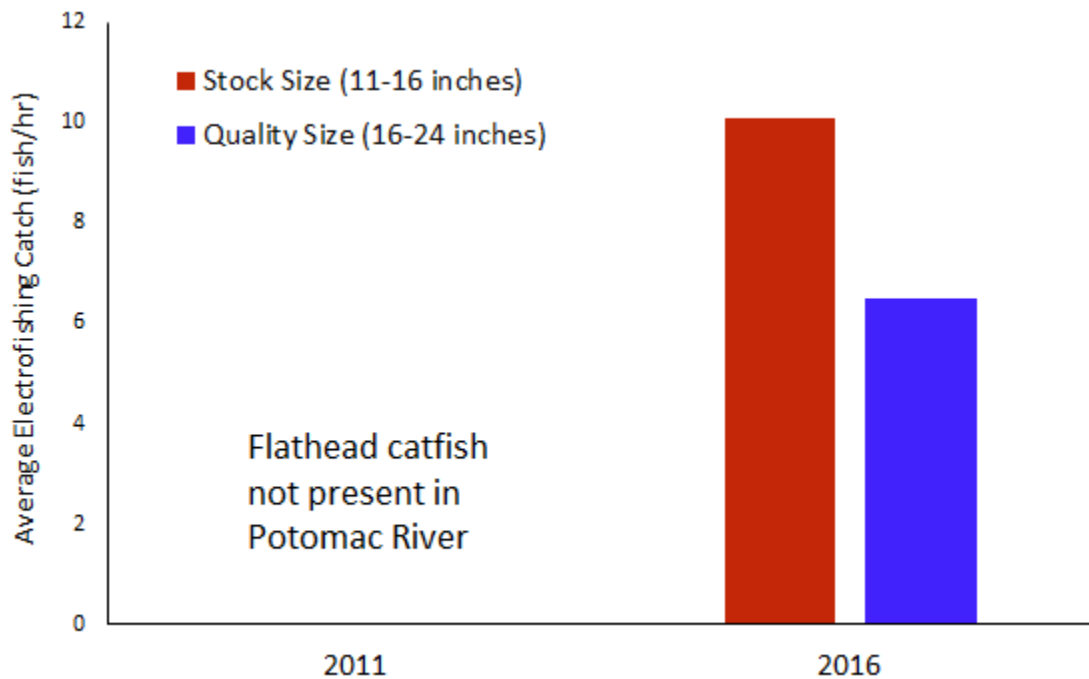 Average Electrofishing Catch (fish/hr)
12
10
8
6
4
2
0
Stock Size (11-16 inches)
Quality Size (16-24 inches)
Flathead catfish
not present in
Potomac River
2011
2016